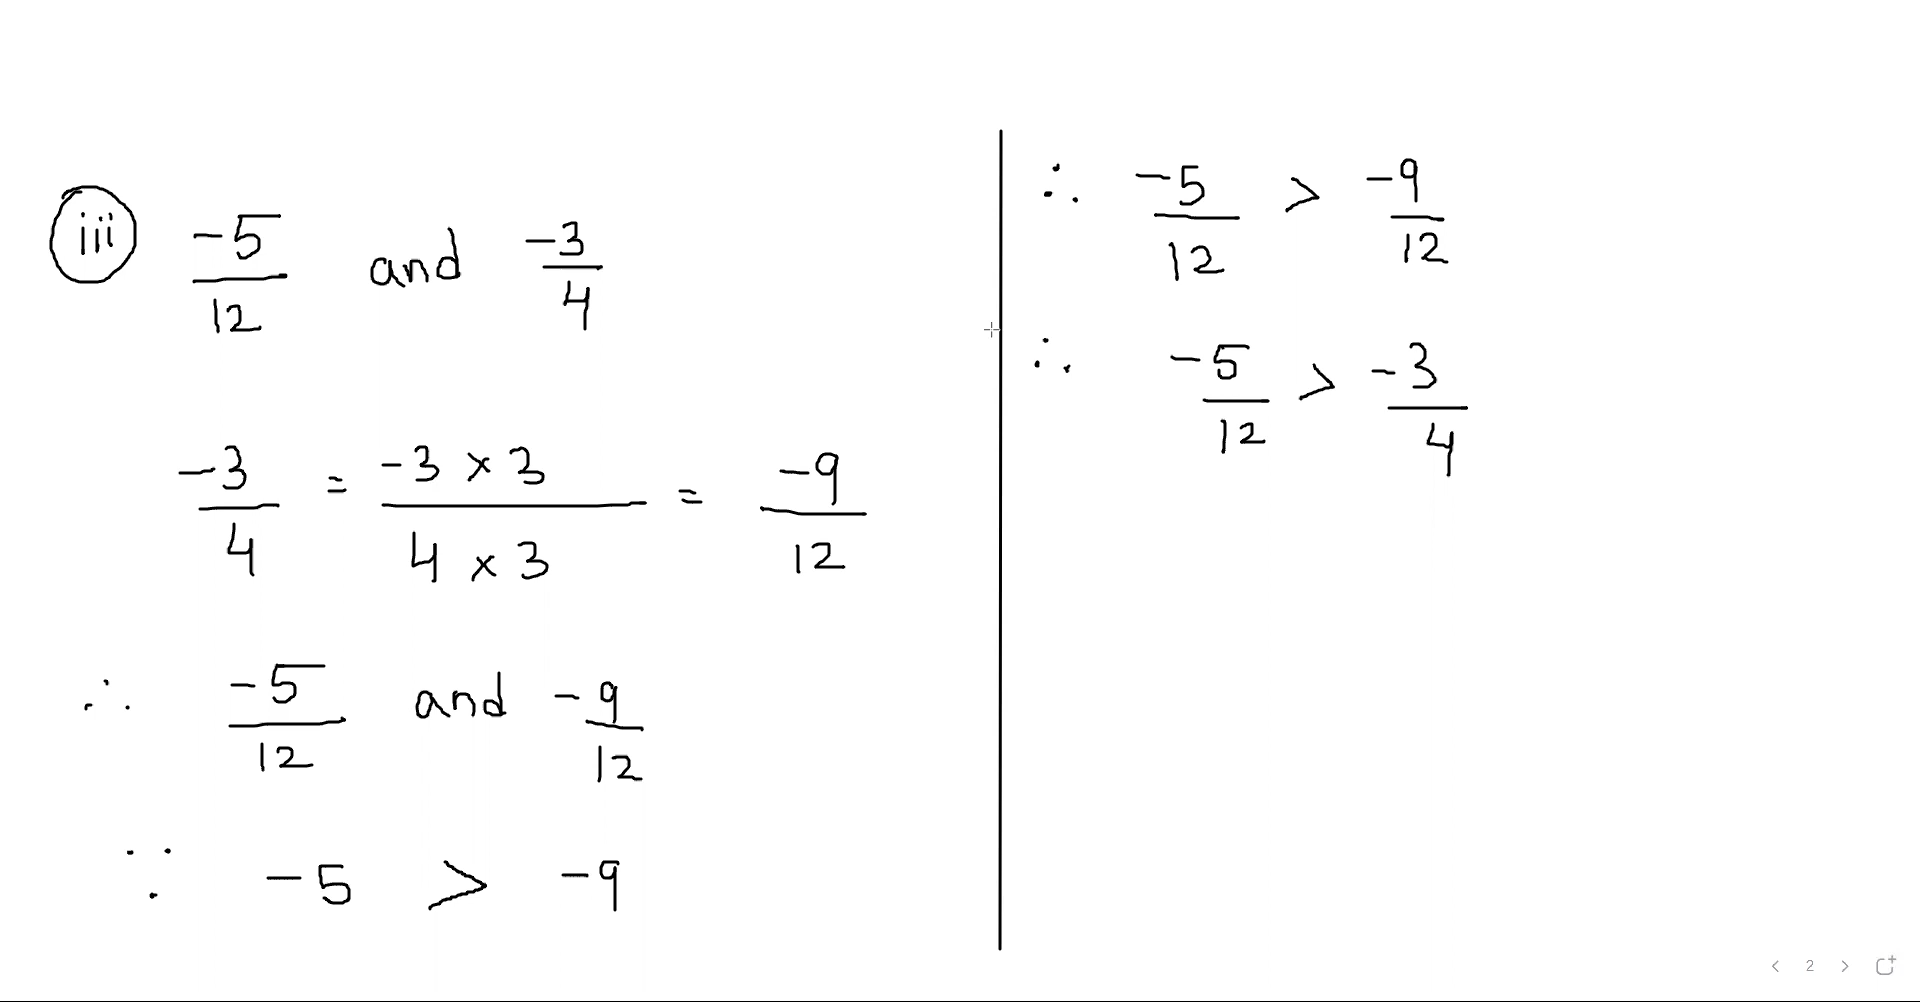 iii -5/12 and -3/4
-3/4 = -3 × 3/4 × 3 = -9/12
∴ -5/12 and -9/12
∵ -5 > -9
∴ -5/12 > -9/12
∴ -5/12 > -3/4
< 2 >